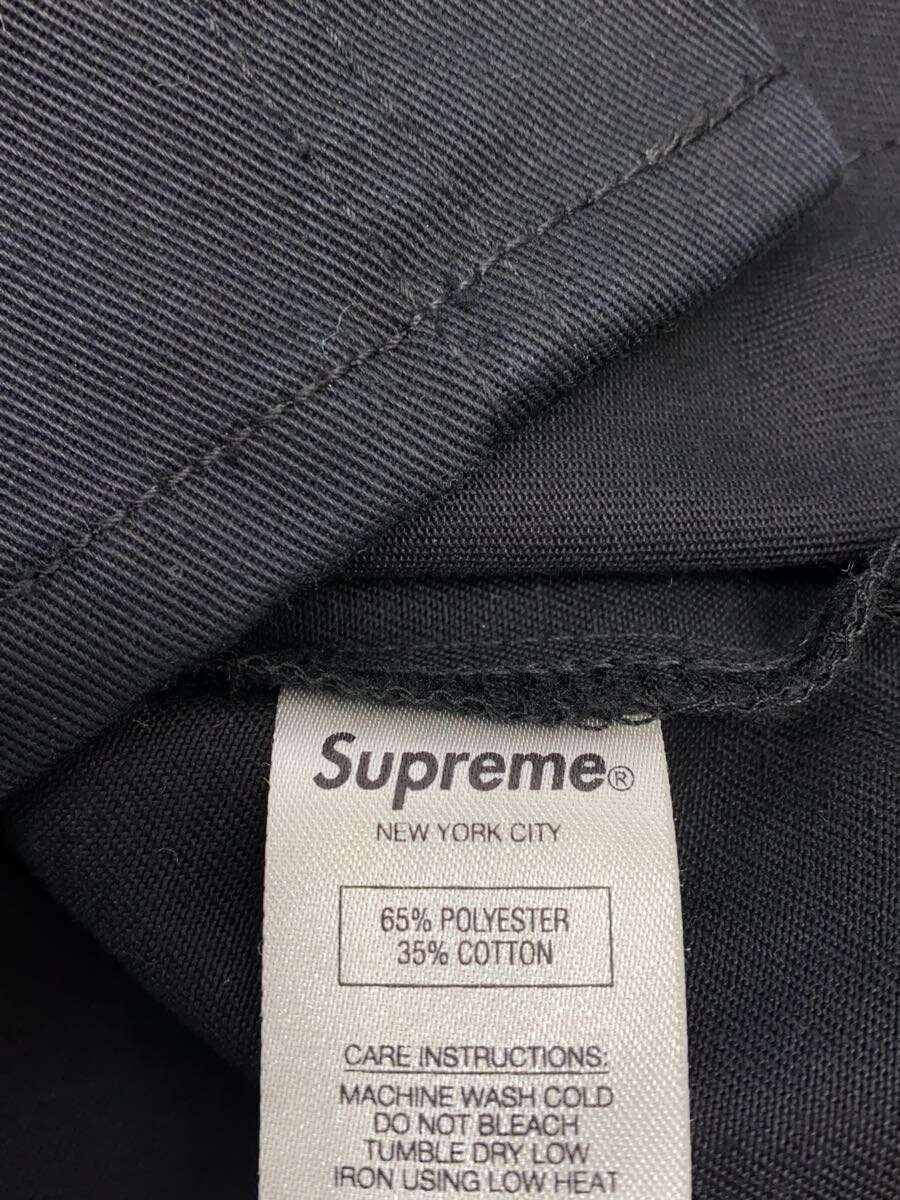 Supreme®
NEW YORK CITY
65% POLYESTER
35% COTTON
CARE INSTRUCTIONS:
MACHINE WASH COLD
DO NOT BLEACH
TUMBLE DRY LOW
IRON USING LOW HEAT